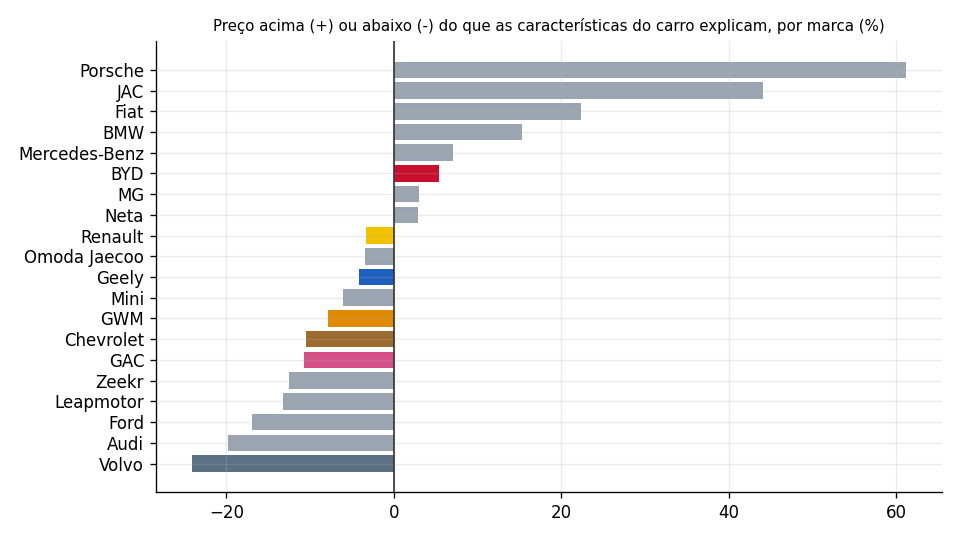 Preço acima (+) ou abaixo (-) do que as características do carro explicam, por marca (%)
Porsche
JAC
Fiat
BMW
Mercedes-Benz
BYD
MG
Neta
Renault
Omoda Jaecoo
Geely
Mini
GWM
Chevrolet
GAC
Zeekr
Leapmotor
Ford
Audi
Volvo
−20 0 20 40 60